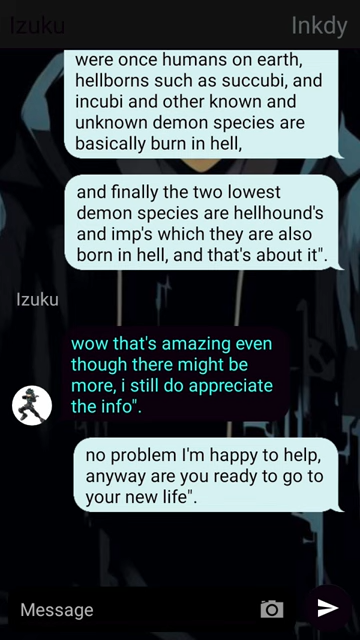 Izuku
Inkdy
were once humans on earth,
hellborns such as succubi, and
incubi and other known and
unknown demon species are
basically burn in hell,
and finally the two lowest
demon species are hellhound's
and imp's which they are also
born in hell, and that's about it".
Izuku
wow that's amazing even
though there might be
more, i still do appreciate
the info".
no problem I'm happy to help,
anyway are you ready to go to
your new life".
Message